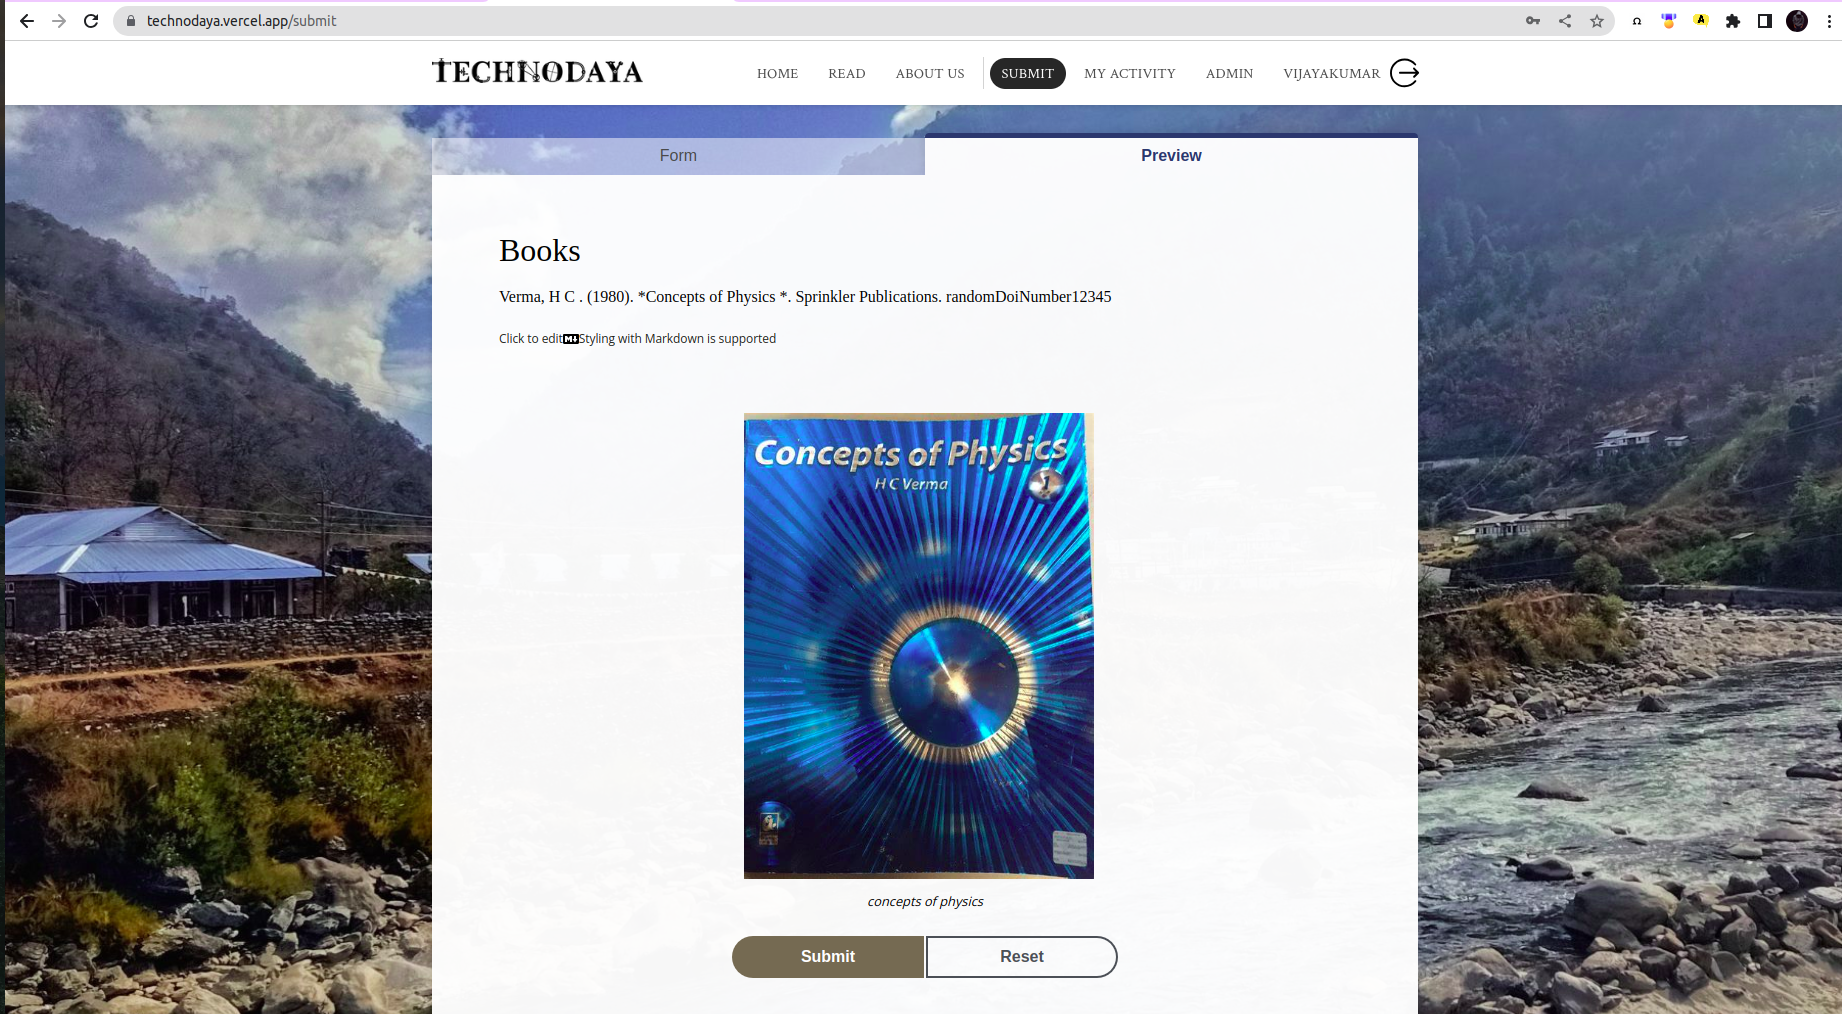 technodaya.vercel.app/submit
TECHNODAYA
HOME READ ABOUT US SUBMIT MY ACTIVITY ADMIN VIJAYAKUMAR
Form Preview
Books
Verma, H C . (1980). *Concepts of Physics *. Sprinkler Publications. randomDoiNumber12345
Click to edit Styling with Markdown is supported
Concepts of Physics
H C Verma
1
concepts of physics
Submit Reset